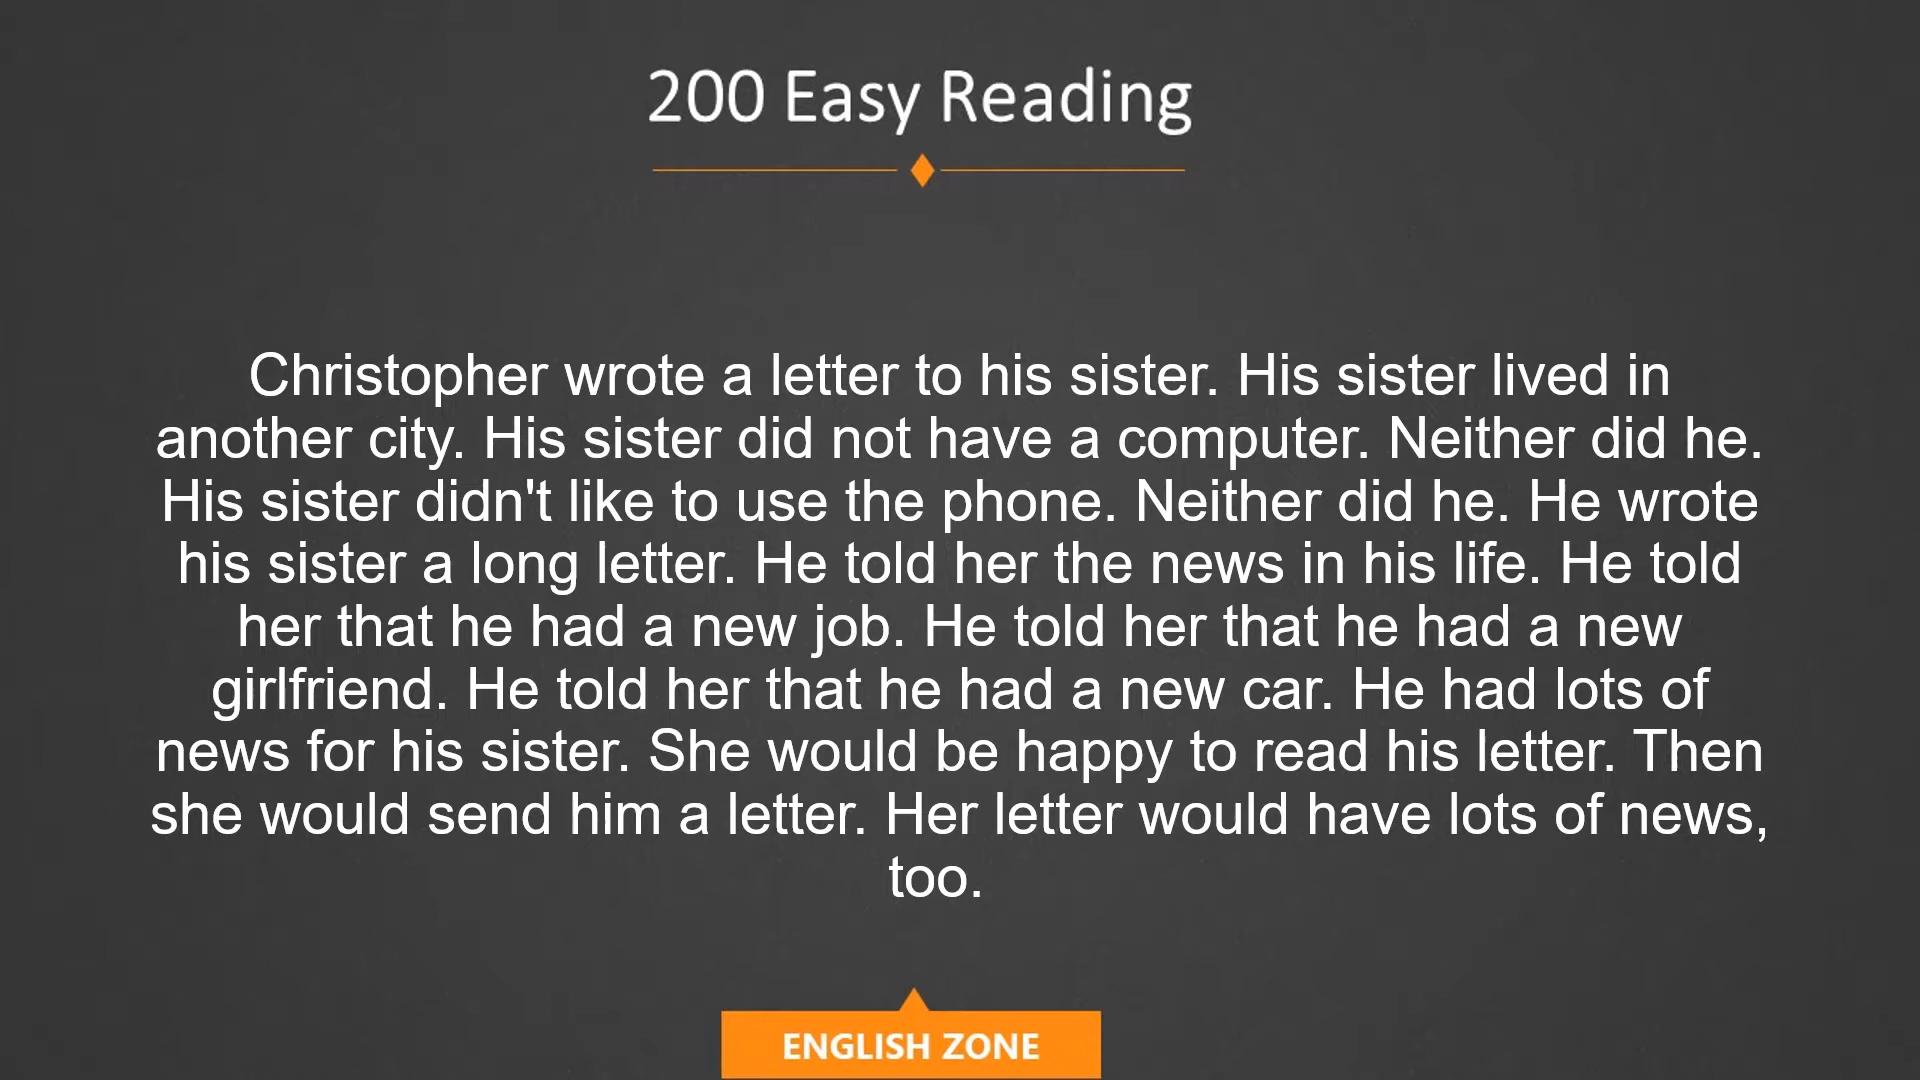 200 Easy Reading
Christopher wrote a letter to his sister. His sister lived in
another city. His sister did not have a computer. Neither did he.
His sister didn't like to use the phone. Neither did he. He wrote
his sister a long letter. He told her the news in his life. He told
her that he had a new job. He told her that he had a new
girlfriend. He told her that he had a new car. He had lots of
news for his sister. She would be happy to read his letter. Then
she would send him a letter. Her letter would have lots of news,
too.
ENGLISH ZONE